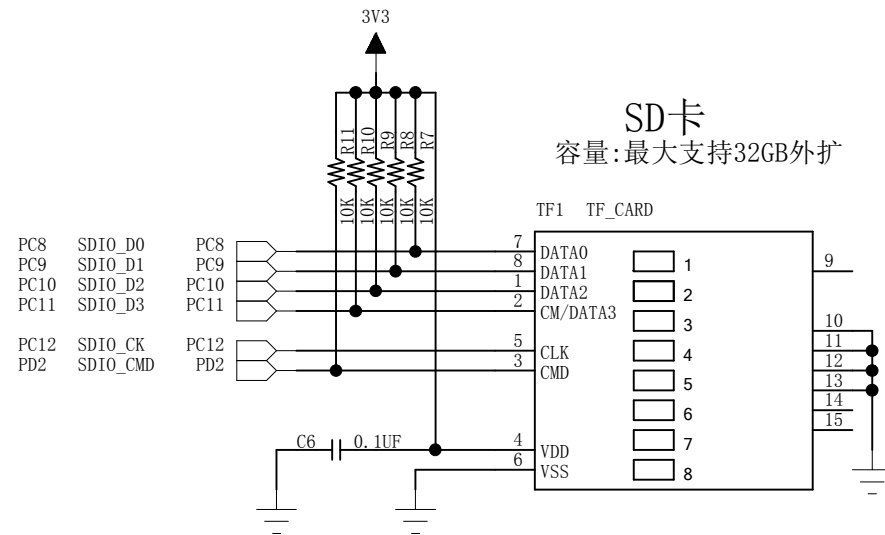 3V3
R11
R10
R9
R8
R7
10K
10K
10K
10K
10K
SD卡
容量:最大支持32GB外扩
TF1 TF_CARD
PC8 SDIO_D0 PC8 7 DATA0
PC9 SDIO_D1 PC9 8 DATA1
PC10 SDIO_D2 PC10 1 DATA2
PC11 SDIO_D3 PC11 2 CM/DATA3
PC12 SDIO_CK PC12 5 CLK
PD2 SDIO_CMD PD2 3 CMD
C6 0.1UF 4 VDD
6 VSS
1
2
3
4
5
6
7
8
9
10
11
12
13
14
15